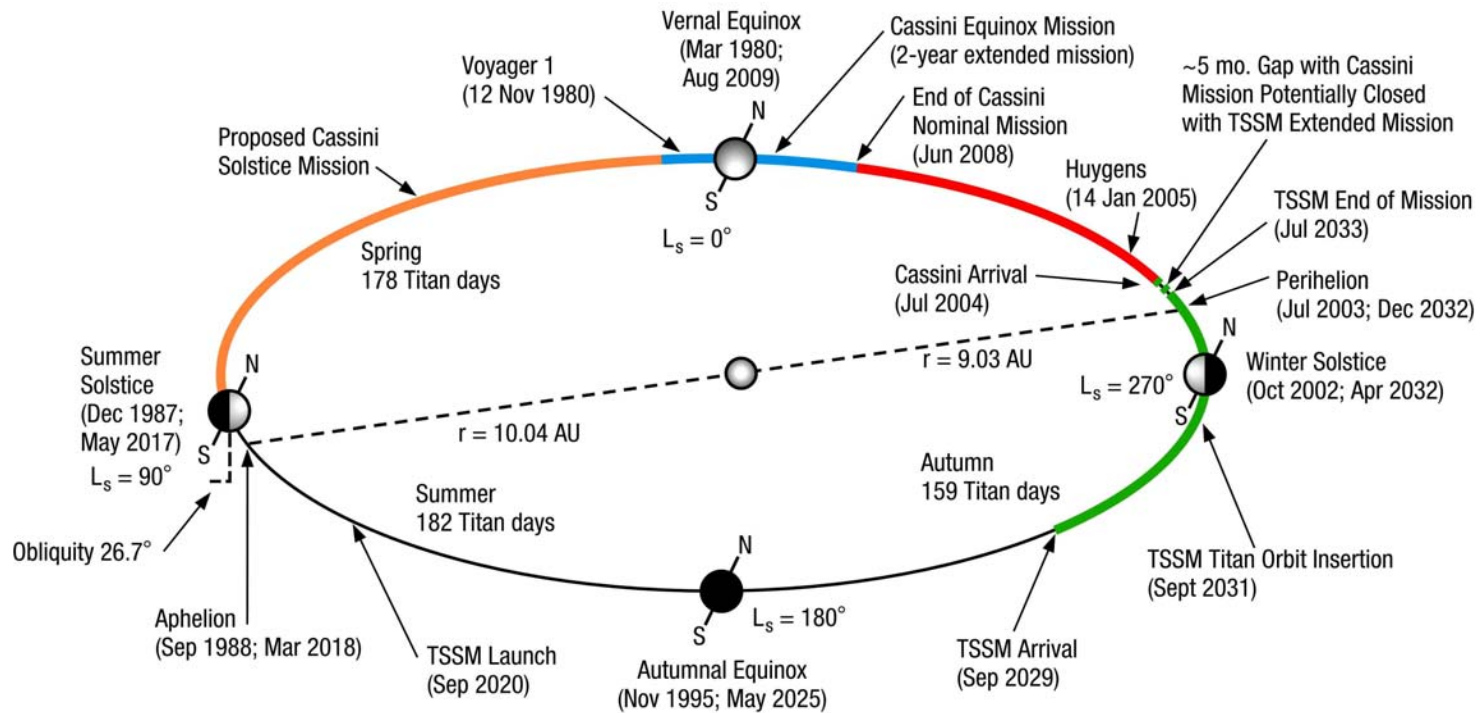 Vernal Equinox
(Mar 1980;
Aug 2009)
Cassini Equinox Mission
(2-year extended mission)
~5 mo. Gap with Cassini
Mission Potentially Closed
with TSSM Extended Mission
Voyager 1
(12 Nov 1980)
End of Cassini
Nominal Mission
(Jun 2008)
Proposed Cassini
Solstice Mission
N
S
Huygens
(14 Jan 2005)
TSSM End of Mission
(Jul 2033)
Ls = 0°
Spring
178 Titan days
Cassini Arrival
(Jul 2004)
Perihelion
(Jul 2003; Dec 2032)
Summer
Solstice
(Dec 1987;
May 2017)
N
S
Ls = 90°
r = 9.03 AU
r = 10.04 AU
Ls = 270°
N
S
Winter Solstice
(Oct 2002; Apr 2032)
Obliquity 26.7°
Summer
182 Titan days
Autumn
159 Titan days
N
S
Ls = 180°
TSSM Titan Orbit Insertion
(Sept 2031)
Aphelion
(Sep 1988; Mar 2018)
TSSM Launch
(Sep 2020)
Autumnal Equinox
(Nov 1995; May 2025)
TSSM Arrival
(Sep 2029)